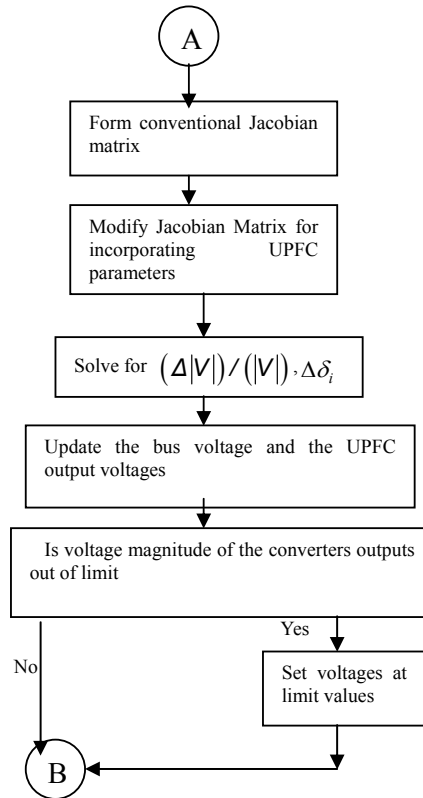 A
Form conventional Jacobian
matrix
Modify Jacobian Matrix for
incorporating UPFC
parameters
Solve for (Δ|V|) / (|V|) , Δδᵢ
Update the bus voltage and the UPFC
output voltages
Is voltage magnitude of the converters outputs
out of limit
Yes
No
Set voltages at
limit values
B